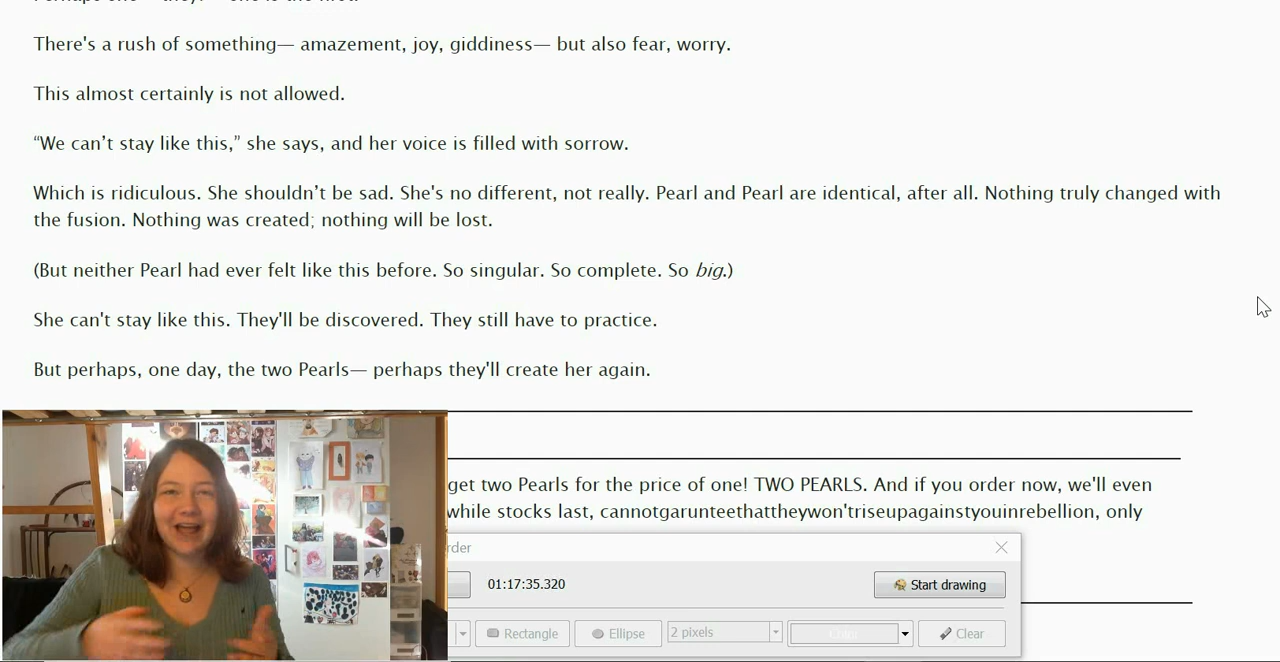 There's a rush of something— amazement, joy, giddiness— but also fear, worry.
This almost certainly is not allowed.
“We can’t stay like this,” she says, and her voice is filled with sorrow.
Which is ridiculous. She shouldn’t be sad. She's no different, not really. Pearl and Pearl are identical, after all. Nothing truly changed with
the fusion. Nothing was created; nothing will be lost.
(But neither Pearl had ever felt like this before. So singular. So complete. So big.)
She can't stay like this. They'll be discovered. They still have to practice.
But perhaps, one day, the two Pearls— perhaps they'll create her again.
get two Pearls for the price of one! TWO PEARLS. And if you order now, we'll even
while stocks last, cannotgarunteethattheywon'triseupagainstyouinrebellion, only
01:17:35.320
Start drawing
Rectangle
Ellipse
2 pixels
Color
Clear